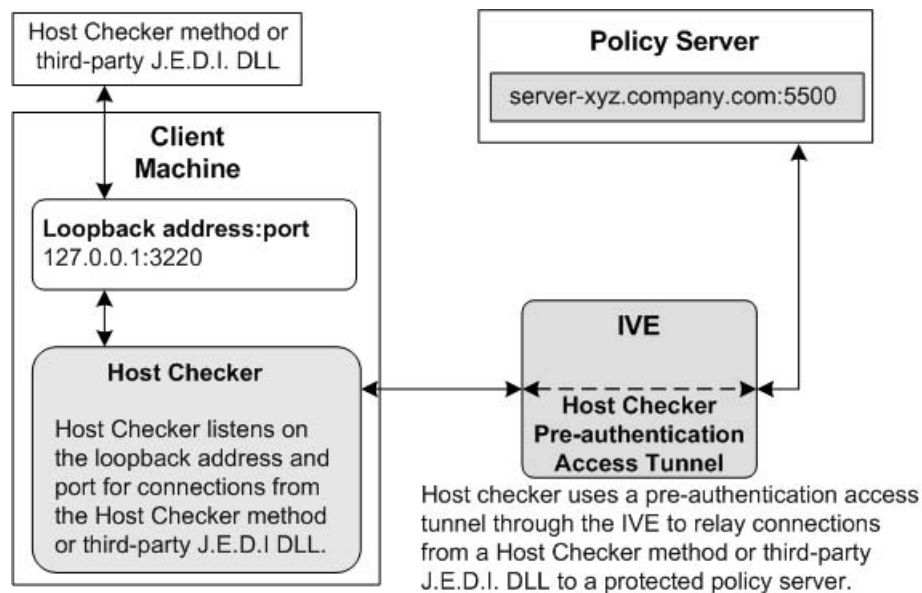 Host Checker method or
third-party J.E.D.I. DLL
Client
Machine
Loopback address:port
127.0.0.1:3220
Host Checker
Host Checker listens on
the loopback address and
port for connections from
the Host Checker method
or third-party J.E.D.I DLL.
Policy Server
server-xyz.company.com:5500
IVE
Host Checker
Pre-authentication
Access Tunnel
Host checker uses a pre-authentication access
tunnel through the IVE to relay connections
from a Host Checker method or third-party
J.E.D.I. DLL to a protected policy server.